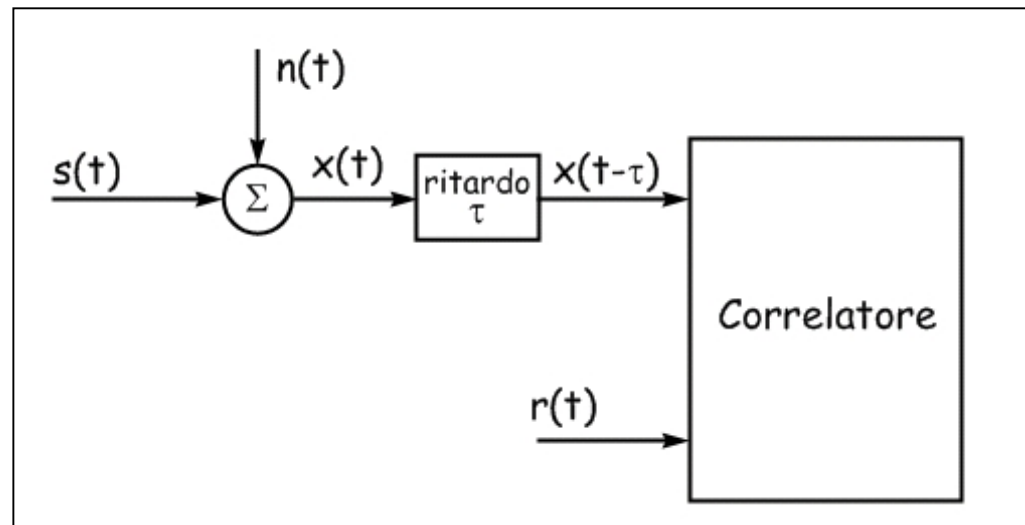 n(t)
s(t)
Σ
x(t)
ritardo
τ
x(t-τ)
Correlatore
r(t)